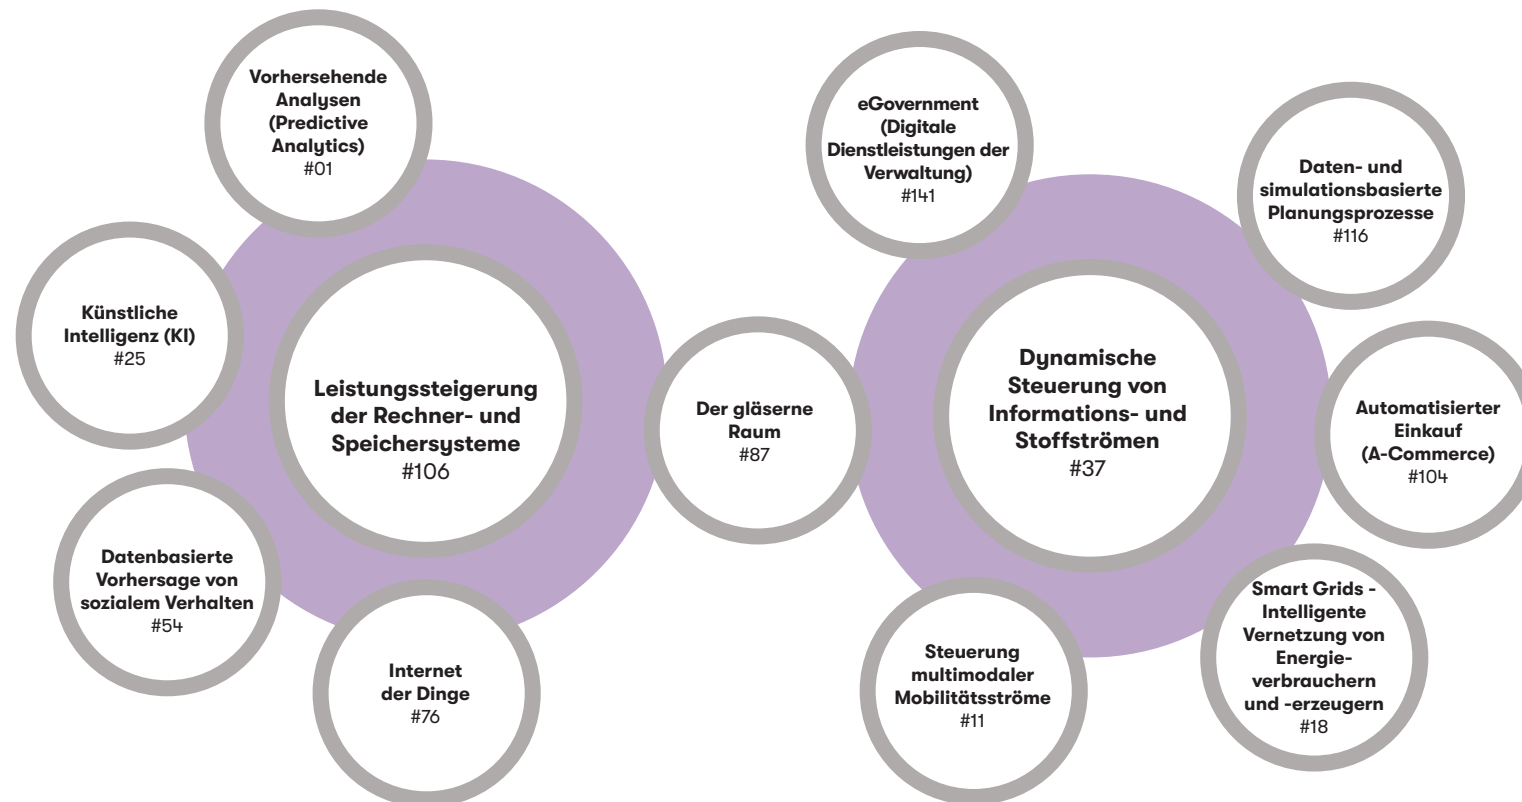 Vorhersehende
Analysen
(Predictive
Analytics)
#01
Künstliche
Intelligenz (KI)
#25
Leistungssteigerung
der Rechner- und
Speichersysteme
#106
Datenbasierte
Vorhersage von
sozialem Verhalten
#54
Internet
der Dinge
#76
Der gläserne
Raum
#87
eGovernment
(Digitale
Dienstleistungen der
Verwaltung)
#141
Daten- und
simulationsbasierte
Planungsprozesse
#116
Dynamische
Steuerung von
Informations- und
Stoffströmen
#37
Automatisierter
Einkauf
(A-Commerce)
#104
Steuerung
multimodaler
Mobilitätsströme
#11
Smart Grids -
Intelligente
Vernetzung von
Energie-
verbrauchern
und -erzeugern
#18